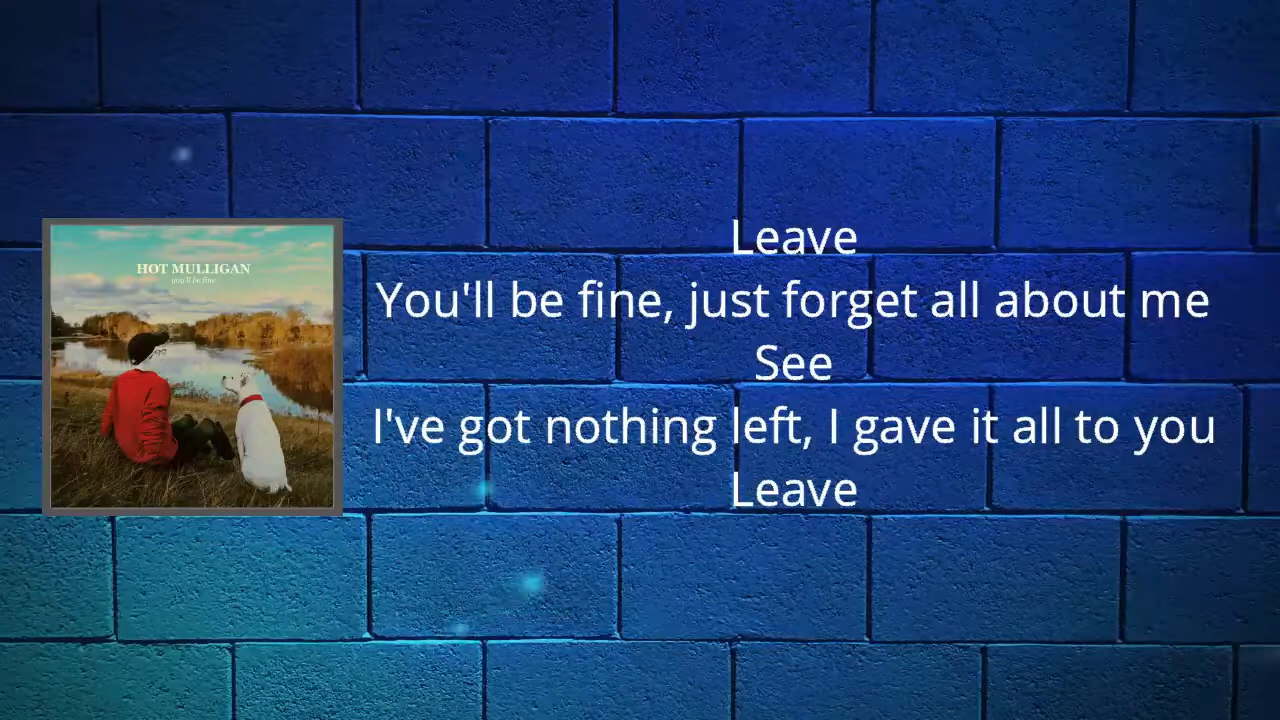 HOT MULLIGAN
you'll be fine
Leave
You'll be fine, just forget all about me
See
I've got nothing left, I gave it all to you
Leave